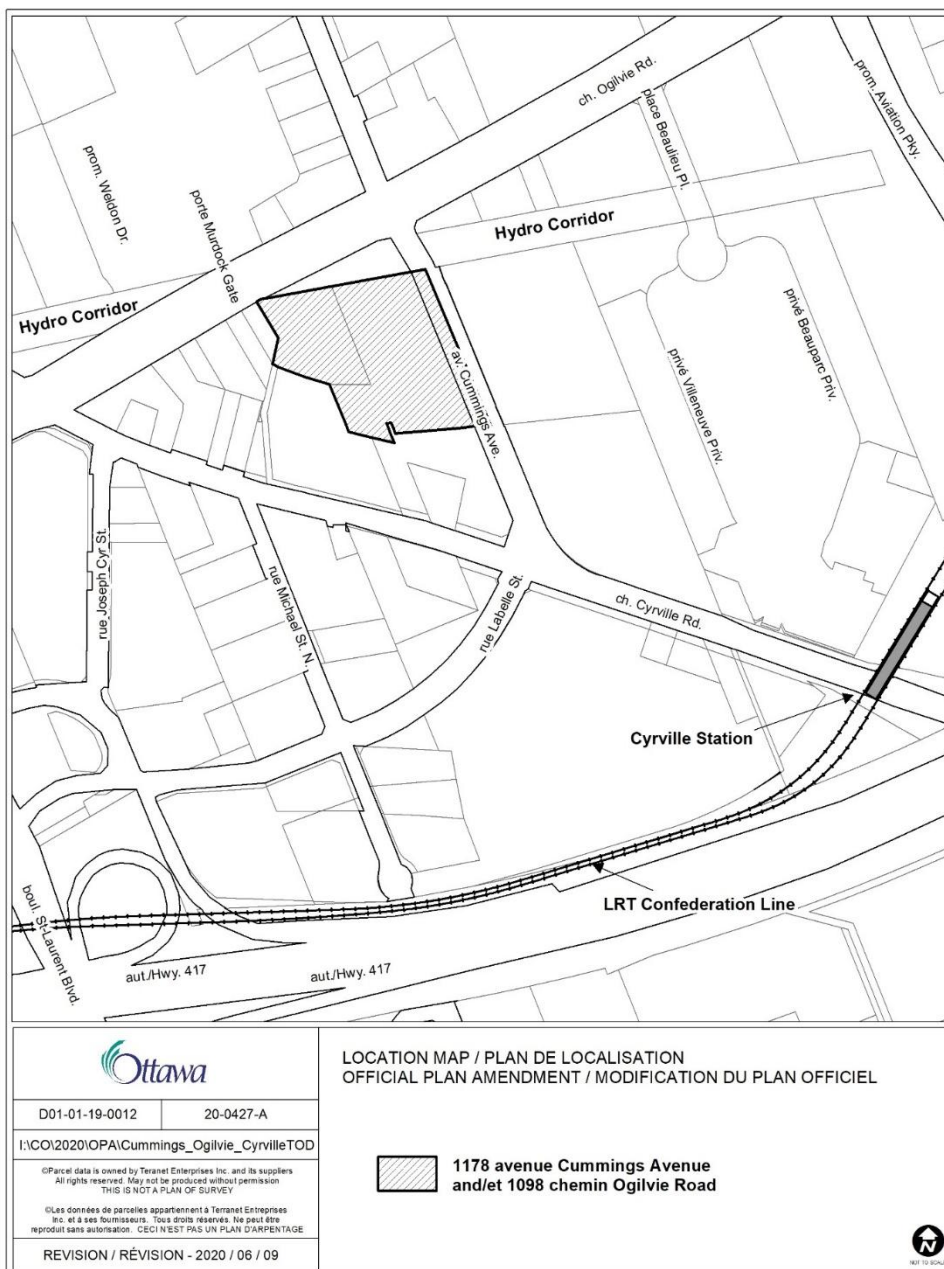 ch. Ogilvie Rd.
prom. Aviation Pky.
place Beaulieu Pl.
prom. Weldon Dr.
porte Murdock Gate
Hydro Corridor
Hydro Corridor
privé Beauparc Priv.
av. Cummings Ave.
privé Villeneuve Priv.
rue Joseph Cyr St.
rue Michael St. N.
rue Labelle St.
ch. Cyrville Rd.
Cyrville Station
LRT Confederation Line
boul. St-Laurent Blvd.
aut./Hwy. 417
aut./Hwy. 417
Ottawa
D01-01-19-0012
20-0427-A
I:\CO\2020\OPA\Cummings_Ogilvie_CyrvilleTOD
©Parcel data is owned by Teranet Enterprises Inc. and its suppliers
All rights reserved. May not be produced without permission
THIS IS NOT A PLAN OF SURVEY
©Les données de parcelles appartiennent à Terranet Entreprises
Inc. et à ses fournisseurs. Tous droits réservés. Ne peut être
reproduit sans autorisation. CECI N'EST PAS UN PLAN D'ARPENTAGE
REVISION / RÉVISION - 2020 / 06 / 09
LOCATION MAP / PLAN DE LOCALISATION
OFFICIAL PLAN AMENDMENT / MODIFICATION DU PLAN OFFICIEL
1178 avenue Cummings Avenue
and/et 1098 chemin Ogilvie Road
N
NOT TO SCALE